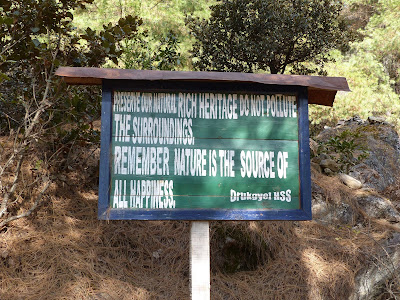 PRESERVE OUR NATURAL RICH HERITAGE DO NOT POLLUTE
THE SURROUNDINGS.
REMEMBER NATURE IS THE SOURCE OF
ALL HAPPINESS.
Drukgyel HSS